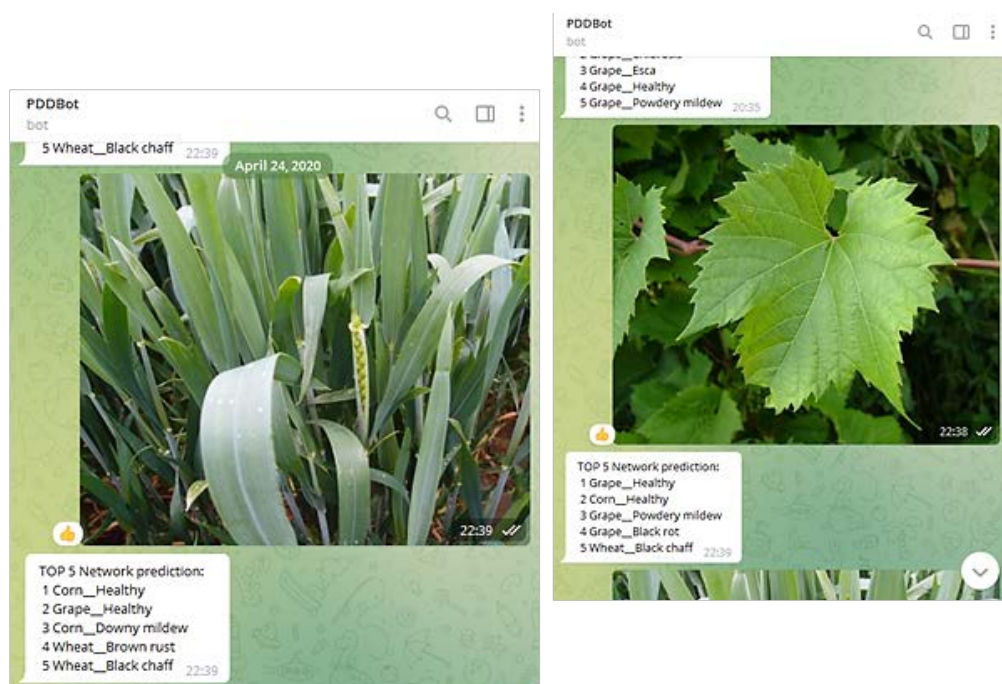 PDDBot
bot
5 Wheat__Black chaff 22:39
April 24, 2020
22:39
TOP 5 Network prediction:
1 Corn__Healthy
2 Grape__Healthy
3 Corn__Downy mildew
4 Wheat__Brown rust
5 Wheat__Black chaff 22:39
PDDBot
bot
3 Grape__Esca
4 Grape__Healthy
5 Grape__Powdery mildew 20:35
22:38
TOP 5 Network prediction:
1 Grape__Healthy
2 Corn__Healthy
3 Grape__Powdery mildew
4 Grape__Black rot
5 Wheat__Black chaff 22:39